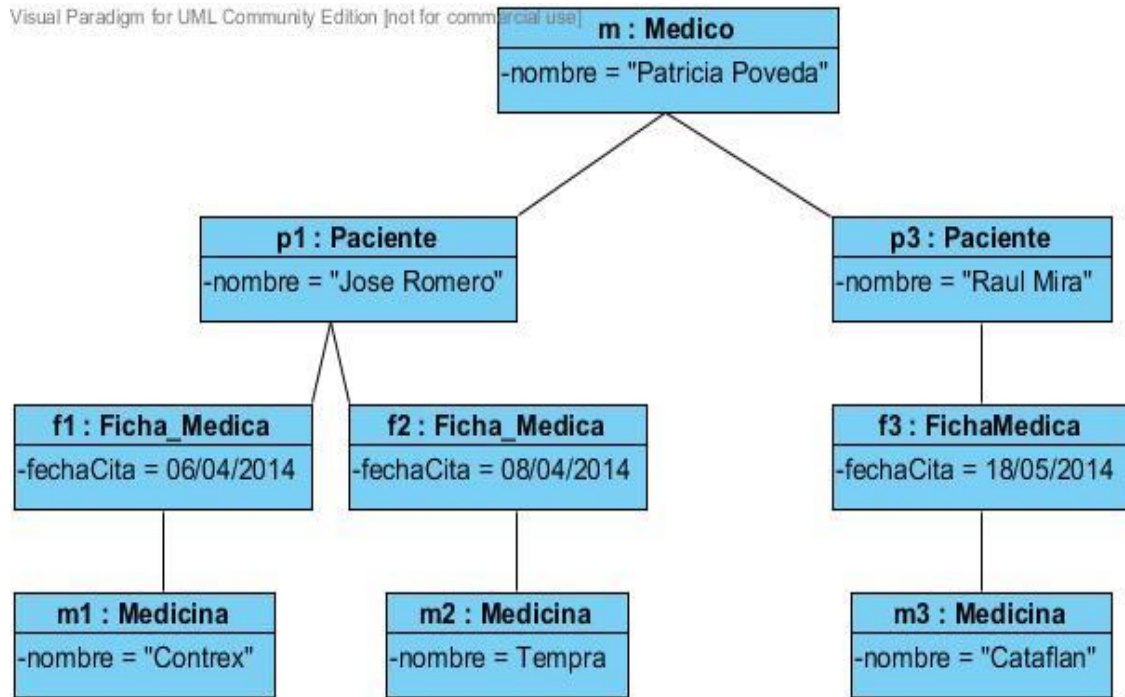 Visual Paradigm for UML Community Edition [not for commercial use]
m : Medico
-nombre = "Patricia Poveda"
p1 : Paciente
-nombre = "Jose Romero"
p3 : Paciente
-nombre = "Raul Mira"
f1 : Ficha_Medica
-fechaCita = 06/04/2014
f2 : Ficha_Medica
-fechaCita = 08/04/2014
f3 : FichaMedica
-fechaCita = 18/05/2014
m1 : Medicina
-nombre = "Contrex"
m2 : Medicina
-nombre = Tempra
m3 : Medicina
-nombre = "Cataflan"